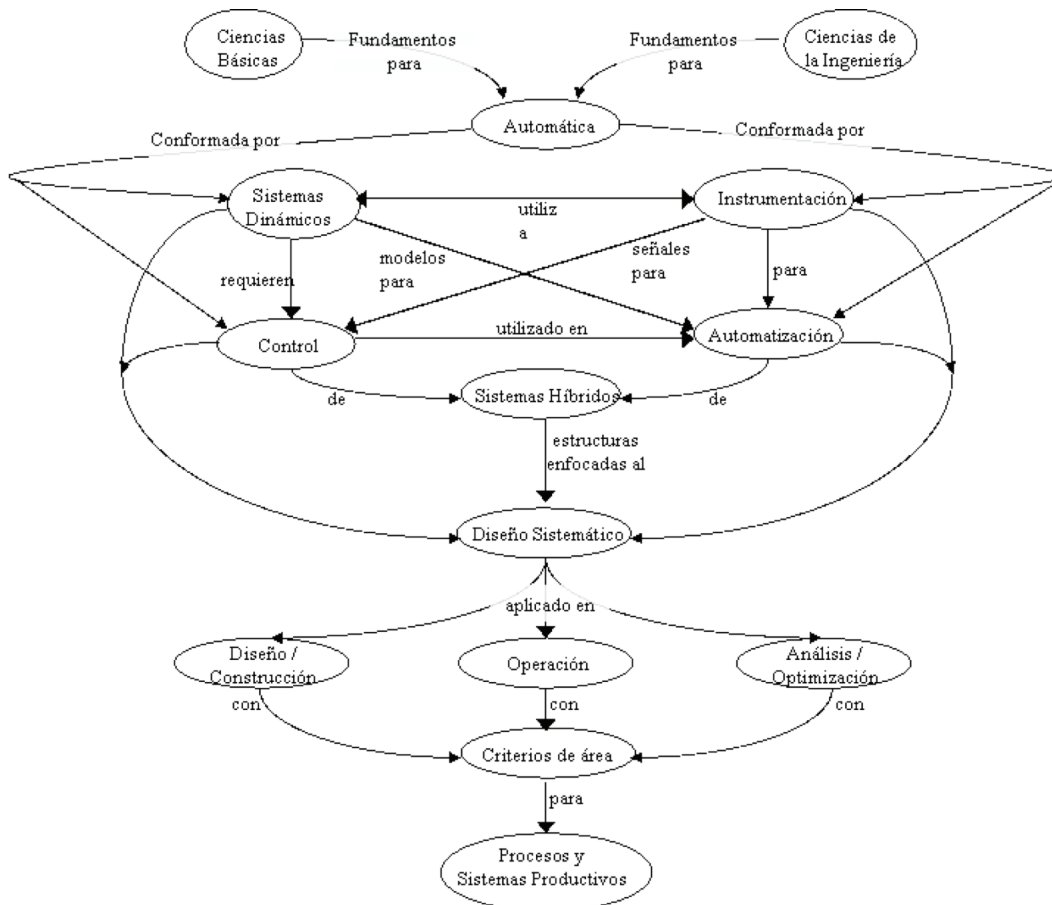 Ciencias
Básicas
Fundamentos
para
Fundamentos
para
Ciencias de
la Ingeniería
Automática
Conformada por
Conformada por
Sistemas
Dinámicos
utiliz
a
Instrumentación
requieren
modelos
para
señales
para
para
Control
utilizado en
Automatización
de
Sistemas Híbridos
de
estructuras
enfocadas al
Diseño Sistemático
aplicado en
Diseño /
Construcción
Operación
Análisis /
Optimización
con
con
con
Criterios de área
para
Procesos y
Sistemas Productivos